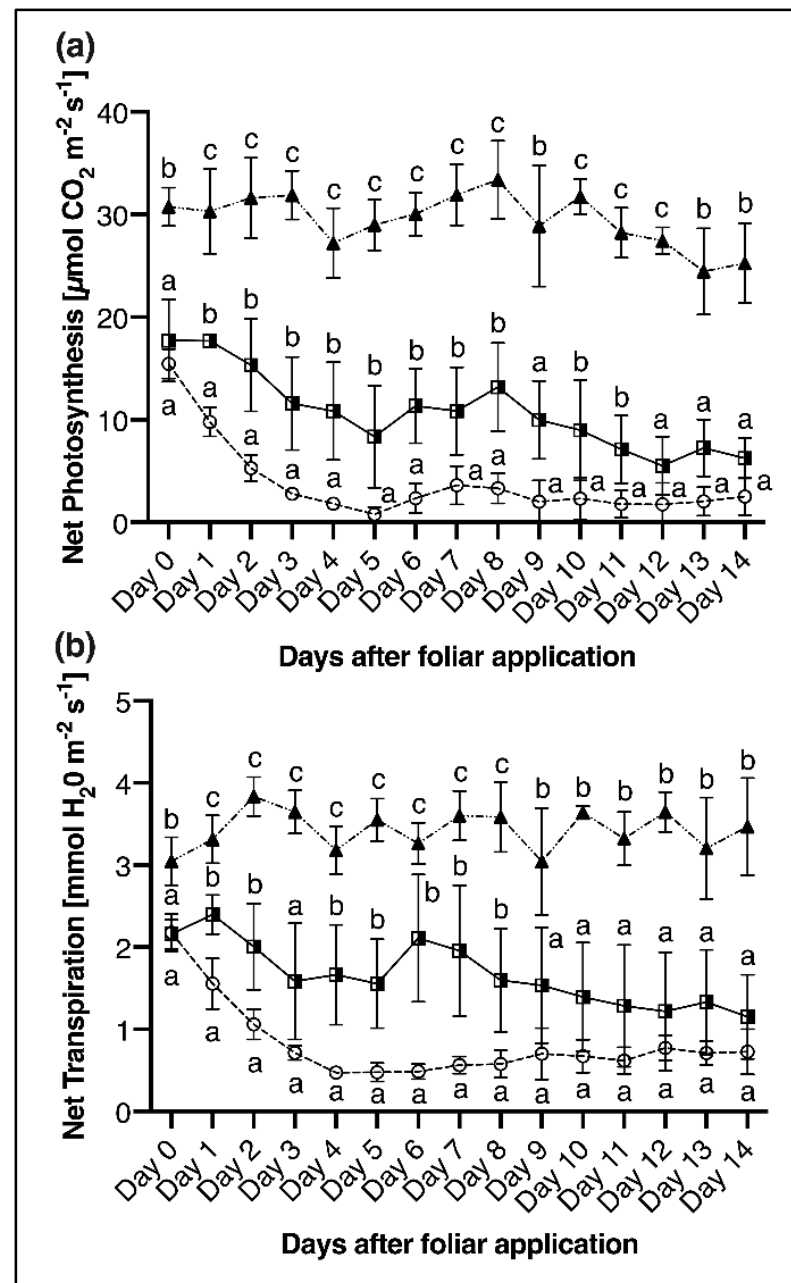 (a)
Net Photosynthesis [µmol CO₂ m⁻² s⁻¹]
40
30
20
10
0
b c c c c c c c c b c c c b b
a b b b b b b b b a b b a a a
a a a a a a a a a a a a a a a
Day 0
Day 1
Day 2
Day 3
Day 4
Day 5
Day 6
Day 7
Day 8
Day 9
Day 10
Day 11
Day 12
Day 13
Day 14
Days after foliar application
(b)
Net Transpiration [mmol H₂0 m⁻² s⁻¹]
5
4
3
2
1
0
b c c c c c c c c b b b b b b
a b b a b b b b b a a a a a a
a a a a a a a a a a a a a a a
Day 0
Day 1
Day 2
Day 3
Day 4
Day 5
Day 6
Day 7
Day 8
Day 9
Day 10
Day 11
Day 12
Day 13
Day 14
Days after foliar application